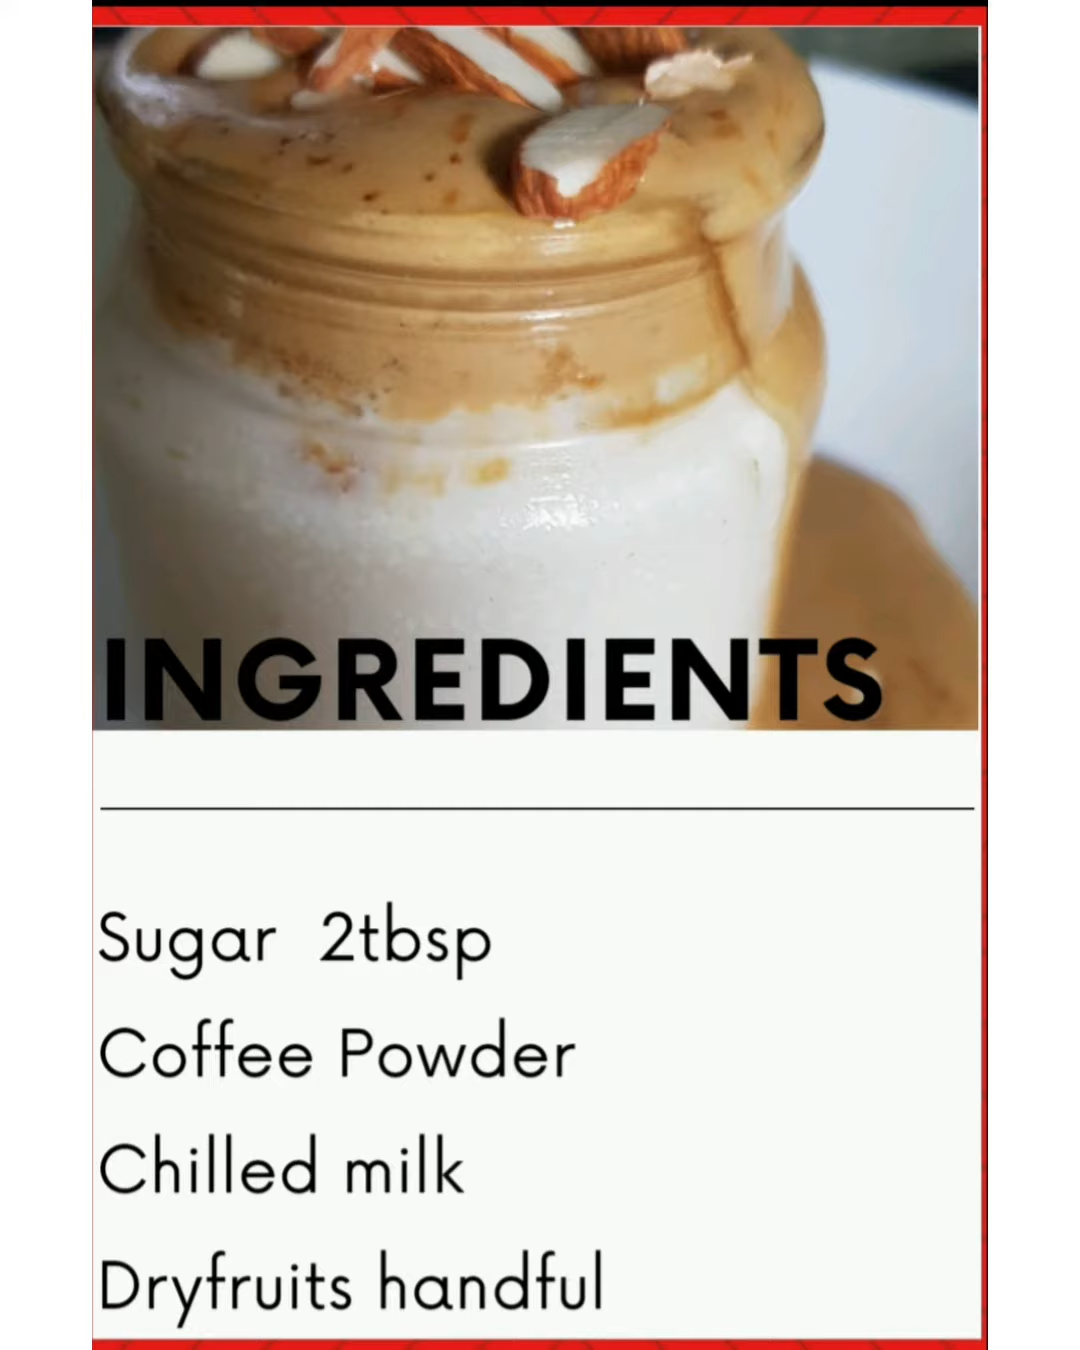 INGREDIENTS
Sugar 2tbsp
Coffee Powder
Chilled milk
Dryfruits handful